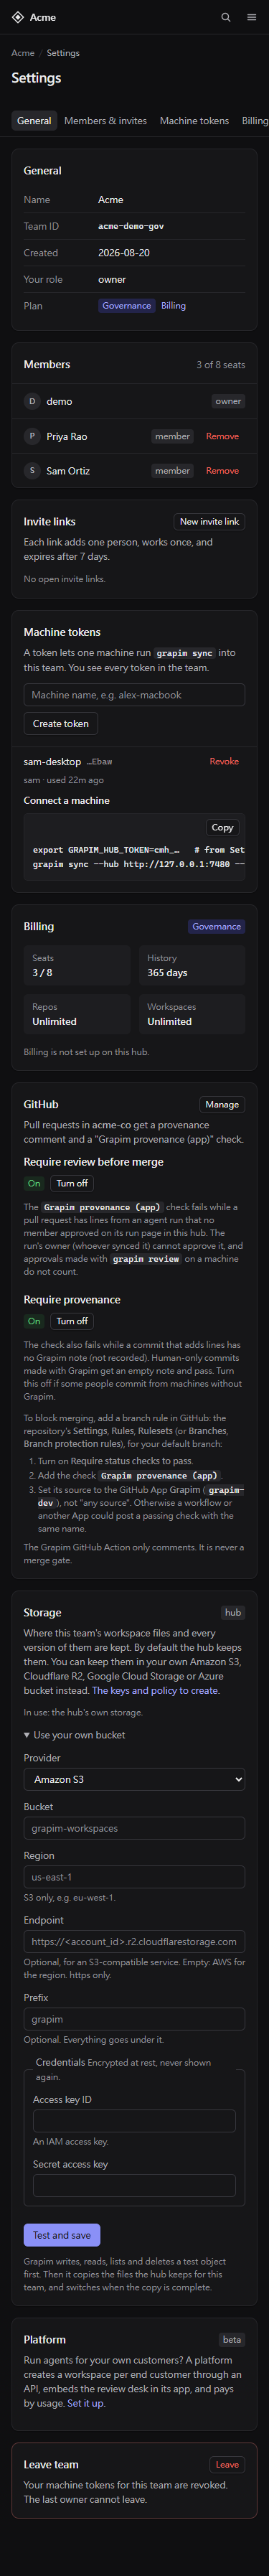 Acme
Acme / Settings
Settings
General Members & invites Machine tokens Billing
General
Name Acme
Team ID acme-demo-gov
Created 2026-08-20
Your role owner
Plan Governance Billing
Members 3 of 8 seats
D demo owner
P Priya Rao member Remove
S Sam Ortiz member Remove
Invite links New invite link
Each link adds one person, works once, and
expires after 7 days.
No open invite links.
Machine tokens
A token lets one machine run grapim sync into
this team. You see every token in the team.
Machine name, e.g. alex-macbook
Create token
sam-desktop …Ebaw Revoke
sam · used 22m ago
Connect a machine
Copy
export GRAPIM_HUB_TOKEN=cmh_… # from Set
grapim sync --hub http://127.0.0.1:7480 --
Billing Governance
Seats History
3 / 8 365 days
Repos Workspaces
Unlimited Unlimited
Billing is not set up on this hub.
GitHub Manage
Pull requests in acme-co get a provenance
comment and a "Grapim provenance (app)" check.
Require review before merge
On Turn off
The Grapim provenance (app) check fails while a
pull request has lines from an agent run that no
member approved on its run page in this hub. The
run's owner (whoever synced it) cannot approve it, and
approvals made with grapim review on a machine
do not count.
Require provenance
On Turn off
The check also fails while a commit that adds lines has
no Grapim note (not recorded). Human-only commits
made with Grapim get an empty note and pass. Turn
this off if some people commit from machines without
Grapim.
To block merging, add a branch rule in GitHub: the
repository's Settings, Rules, Rulesets (or Branches,
Branch protection rules), for your default branch:
1. Turn on Require status checks to pass.
2. Add the check Grapim provenance (app).
3. Set its source to the GitHub App Grapim (grapim-
dev), not "any source". Otherwise a workflow or
another App could post a passing check with the
same name.
The Grapim GitHub Action only comments. It is never a
merge gate.
Storage hub
Where this team's workspace files and every
version of them are kept. By default the hub keeps
them. You can keep them in your own Amazon S3,
Cloudflare R2, Google Cloud Storage or Azure
bucket instead. The keys and policy to create.
In use: the hub's own storage.
▼ Use your own bucket
Provider
Amazon S3
Bucket
grapim-workspaces
Region
us-east-1
S3 only, e.g. eu-west-1.
Endpoint
https://<account_id>.r2.cloudflarestorage.com
Optional, for an S3-compatible service. Empty: AWS for
the region. https only.
Prefix
grapim
Optional. Everything goes under it.
Credentials Encrypted at rest, never shown
again.
Access key ID
An IAM access key.
Secret access key
Test and save
Grapim writes, reads, lists and deletes a test object
first. Then it copies the files the hub keeps for this
team, and switches when the copy is complete.
Platform beta
Run agents for your own customers? A platform
creates a workspace per end customer through an
API, embeds the review desk in its app, and pays
by usage. Set it up.
Leave team Leave
Your machine tokens for this team are revoked.
The last owner cannot leave.